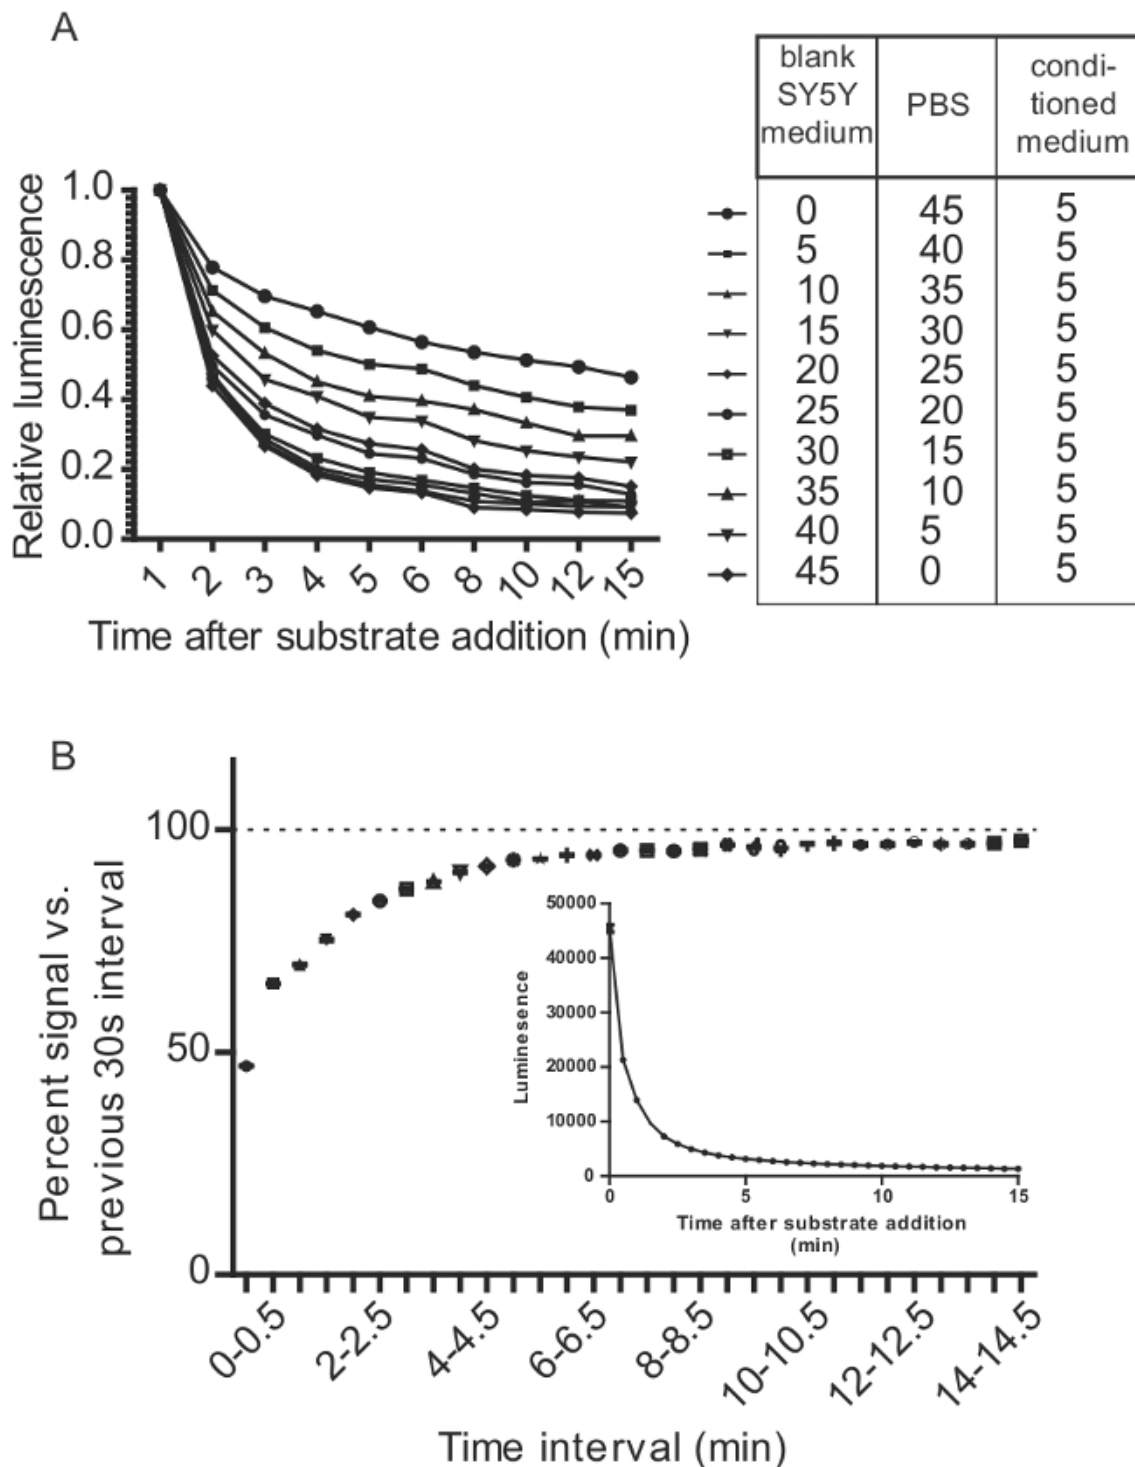 A
blank SY5Y medium PBS condi-tioned medium
0 45 5
5 40 5
10 35 5
15 30 5
20 25 5
25 20 5
30 15 5
35 10 5
40 5 5
45 0 5
Relative luminescence
1.0
0.8
0.6
0.4
0.2
0.0
1 2 3 4 5 6 8 10 12 15
Time after substrate addition (min)
B
Percent signal vs.
previous 30s interval
100
50
0
Luminesence
50000
40000
30000
20000
10000
0
0 5 10 15
Time after substrate addition
(min)
0-0.5 2-2.5 4-4.5 6-6.5 8-8.5 10-10.5 12-12.5 14-14.5
Time interval (min)